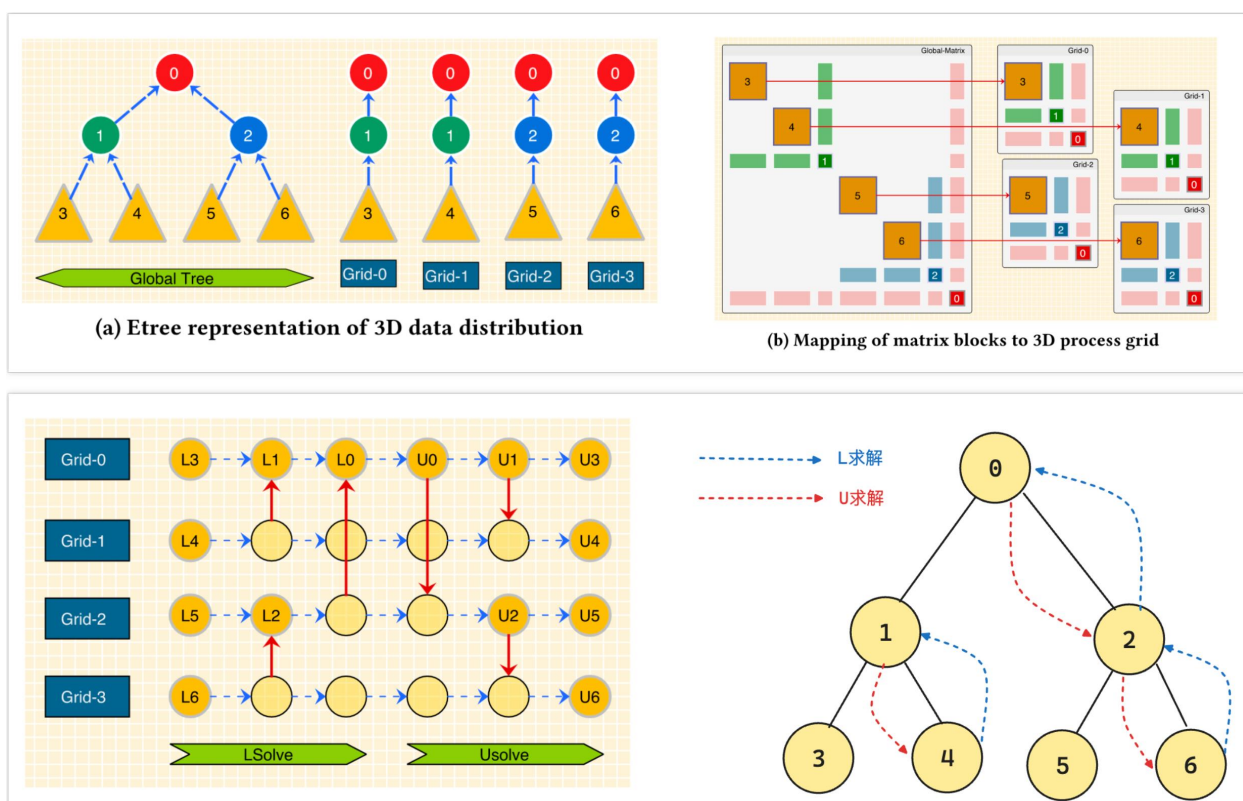 0 0 0 0 0
1 2 1 1 2 2
3 4 5 6 3 4 5 6
Global Tree Grid-0 Grid-1 Grid-2 Grid-3
(a) Etree representation of 3D data distribution
Global-Matrix Grid-0
3 3
Grid-1
4 1 4
0
1 1
Grid-2
0
5 5
Grid-3
2
6 0 6
2 2
0 0
(b) Mapping of matrix blocks to 3D process grid
Grid-0 L3 L1 L0 U0 U1 U3
Grid-1 L4 U4
Grid-2 L5 L2 U2 U5
Grid-3 L6 U6
LSolve Usolve
L求解
U求解
0
1 2
3 4 5 6